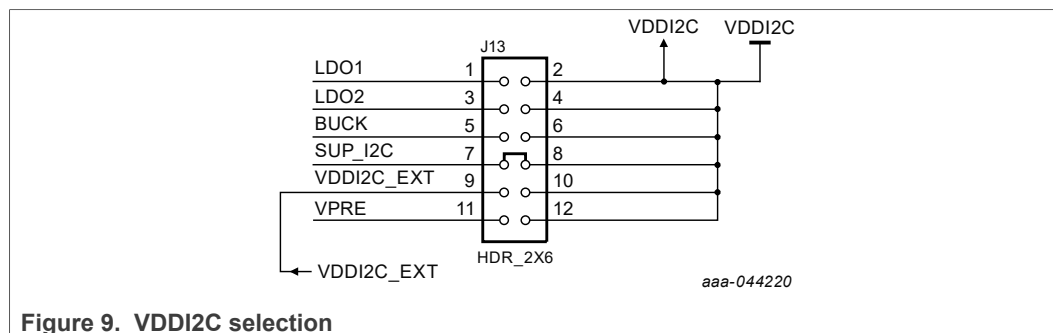 VDDI2C VDDI2C
J13
LDO1 1 2
LDO2 3 4
BUCK 5 6
SUP_I2C 7 8
VDDI2C_EXT 9 10
VPRE 11 12
HDR_2X6
VDDI2C_EXT
aaa-044220
Figure 9. VDDI2C selection